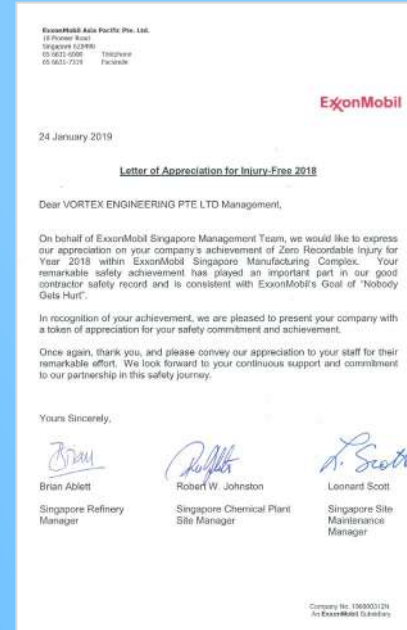 ExxonMobil Asia Pacific Pte. Ltd.
18 Pioneer Road
Telephone
Facsimile
ExxonMobil
24 January 2019
Letter of Appreciation for Injury-Free 2018
Dear VORTEX ENGINEERING PTE LTD Management,
On behalf of ExxonMobil Singapore Management Team, we would like to express
our appreciation on your company's achievement of Zero Recordable Injury for
Year 2018 within ExxonMobil Singapore Manufacturing Complex. Your
remarkable safety achievement has played an important part in our good
contractor safety record and is consistent with ExxonMobil's Goal of "Nobody
Gets Hurt".
In recognition of your achievement, we are pleased to present your company with
a token of appreciation for your safety commitment and achievement.
Once again, thank you, and please convey our appreciation to your staff for their
remarkable effort. We look forward to your continuous support and commitment
to our partnership in this safety journey.
Yours Sincerely,
Brian
L. Scott
Brian Ablett Robert W. Johnston Leonard Scott
Singapore Refinery Singapore Chemical Plant Singapore Site
Manager Site Manager Maintenance
Manager
Company No.
An ExxonMobil Subsidiary